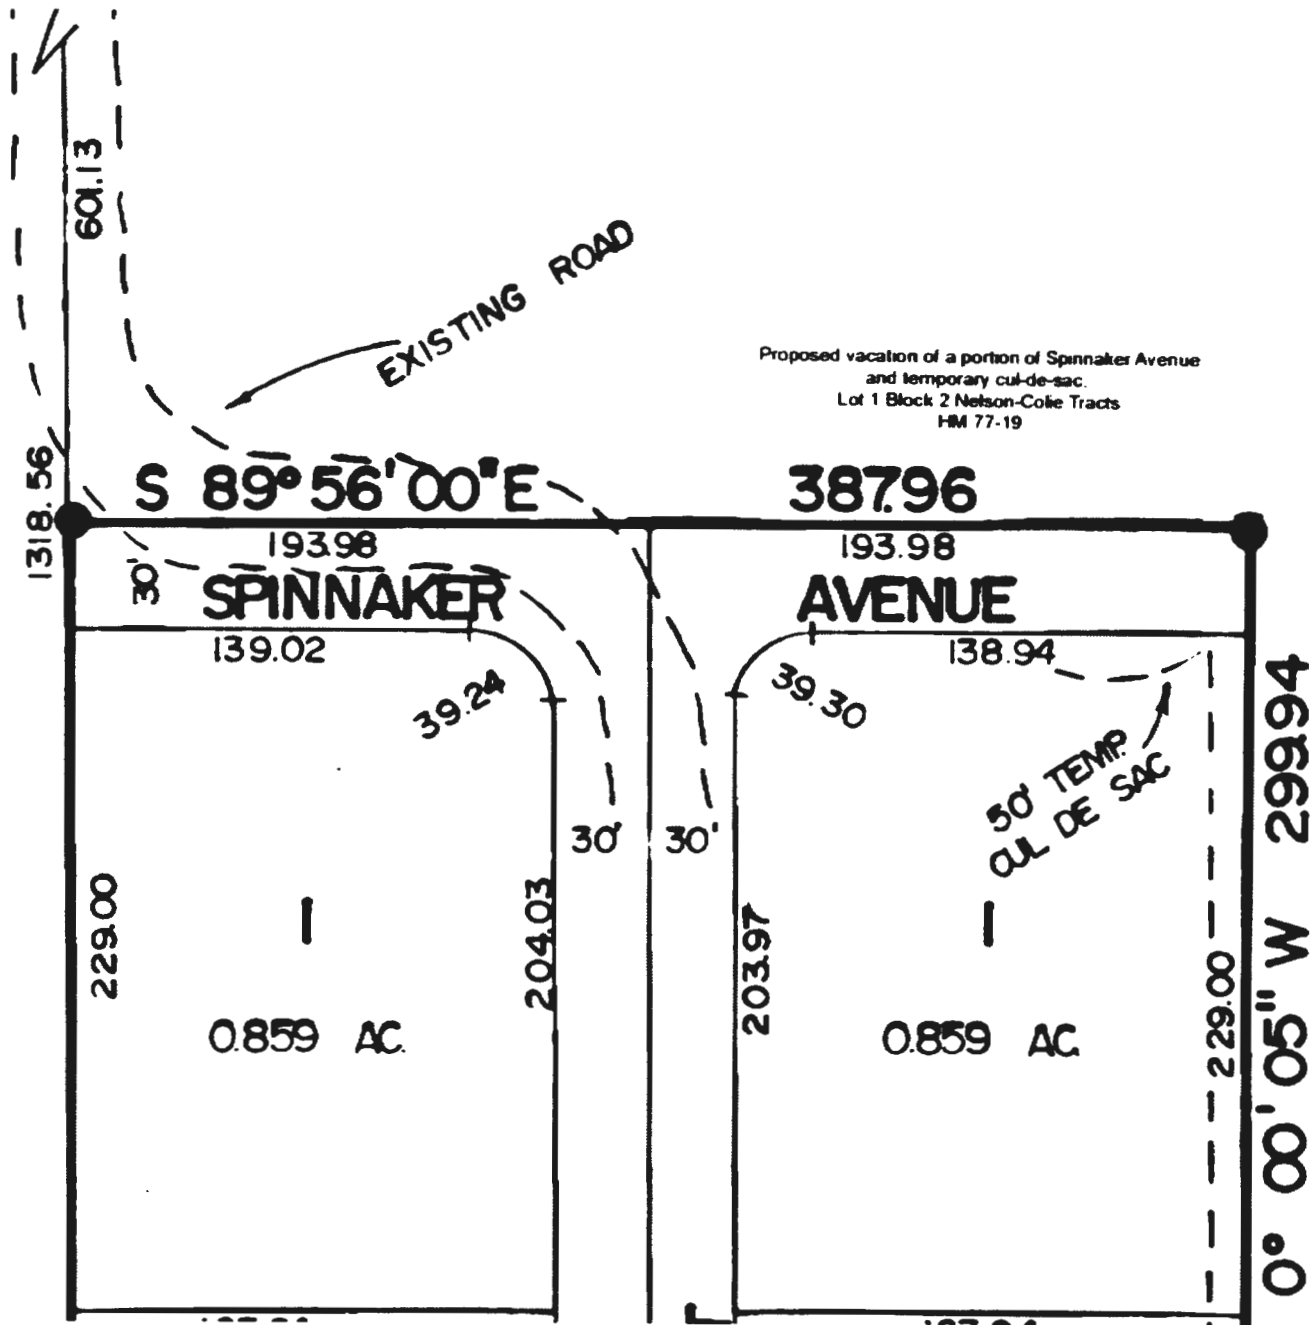 601.13
EXISTING ROAD
Proposed vacation of a portion of Spinnaker Avenue
and temporary cul-de-sac.
Lot 1 Block 2 Nelson-Colie Tracts
HM 77-19
1318.56
S 89° 56' 00" E 387.96
193.98 193.98
30'
SPINNAKER AVENUE
139.02 138.94
39.24 39.30
50' TEMP.
CUL DE SAC
299.94
30' 30'
229.00
1
204.03
203.97
1
229.00
0.859 AC. 0.859 AC.
0° 00' 05" W